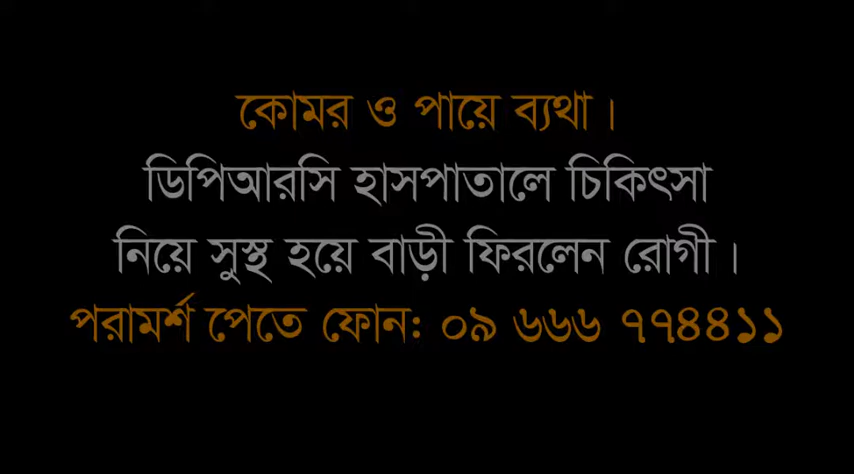 কোমর ও পায়ে ব্যথা।
ডিপিআরসি হাসপাতালে চিকিৎসা
নিয়ে সুস্থ হয়ে বাড়ী ফিরলেন রোগী।
পরামর্শ পেতে ফোন: ০৯ ৬৬৬ ৭৭৪৪১১